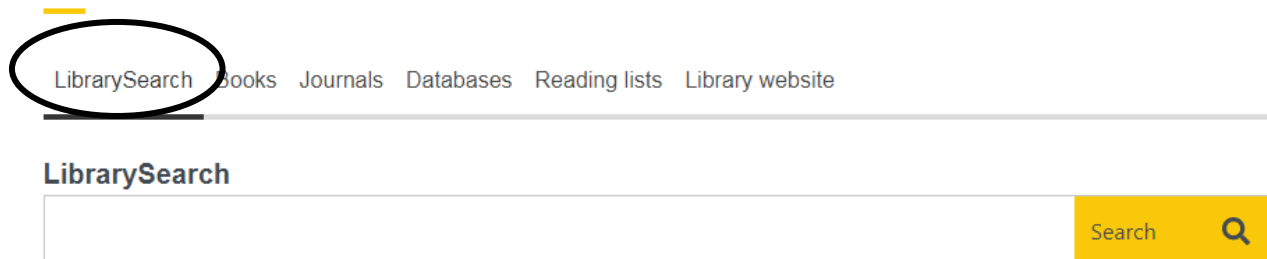 LibrarySearch Books Journals Databases Reading lists Library website
LibrarySearch
Search